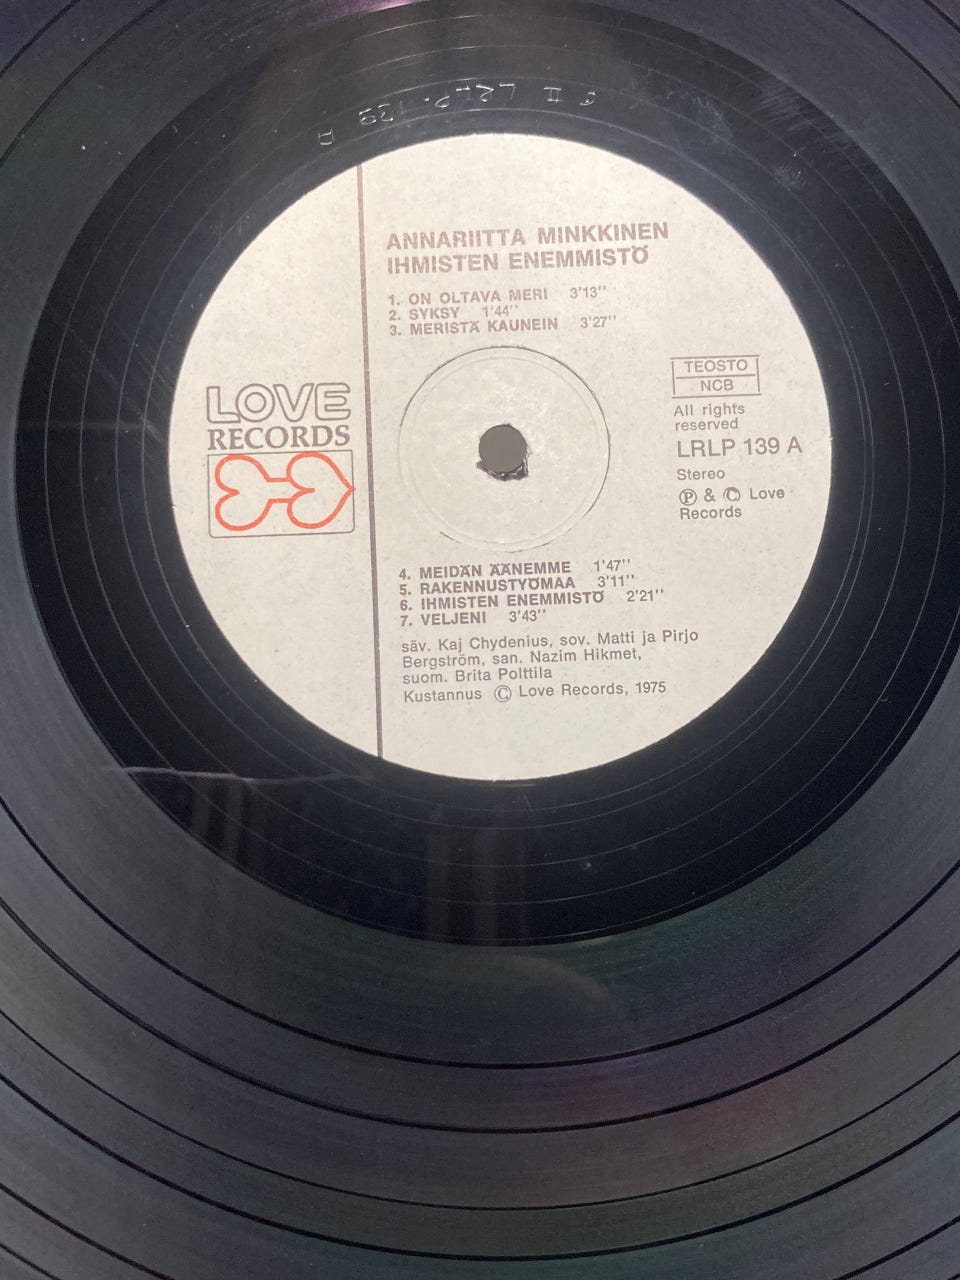 G II LRLP. 139 A
ANNARIITTA MINKKINEN
IHMISTEN ENEMMISTÖ
1. ON OLTAVA MERI 3'13''
2. SYKSY 1'44''
3. MERISTÄ KAUNEIN 3'27''
LOVE
RECORDS
TEOSTO
NCB
All rights
reserved
LRLP 139 A
Stereo
Ⓟ & Ⓒ Love
Records
4. MEIDÄN ÄÄNEMME 1'47''
5. RAKENNUSTYÖMAA 3'11''
6. IHMISTEN ENEMMISTÖ 2'21''
7. VELJENI 3'43''
säv. Kaj Chydenius, sov. Matti ja Pirjo
Bergström, san. Nazim Hikmet,
suom. Brita Polttila
Kustannus Ⓒ Love Records, 1975